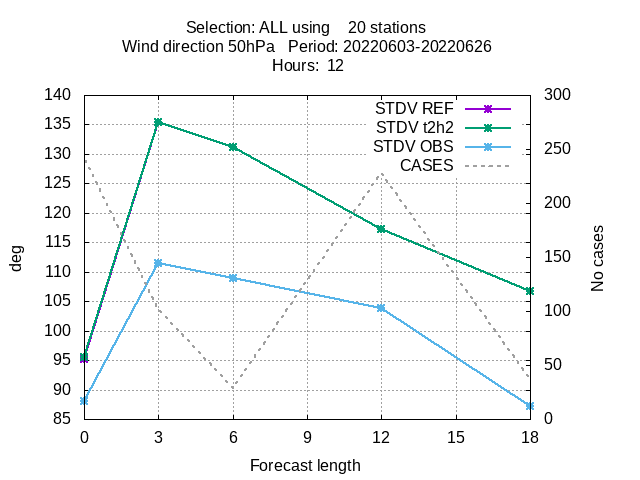 Selection: ALL using    20 stations
Wind direction 50hPa   Period: 20220603-20220626
Hours:  12
140
135
130
125
120
115
110
105
100
95
90
85
deg
STDV REF
STDV t2h2
STDV OBS
CASES
300
250
200
150
100
50
0
No cases
0 3 6 9 12 15 18
Forecast length